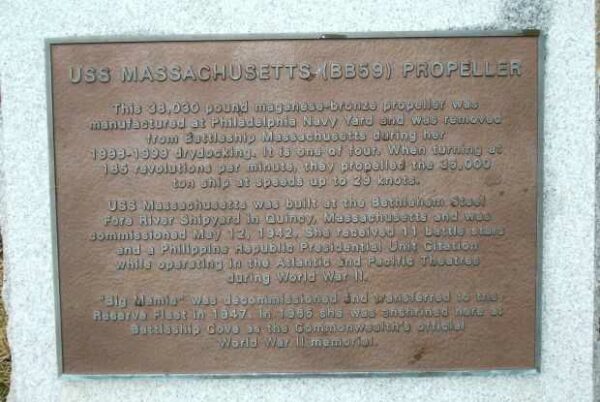 USS MASSACHUSETTS (BB59) PROPELLER
This 38,030 pound maganese-bronze propeller was
manufactured at Philadelphia Navy Yard and was removed
from Battleship Massachusetts during her
1998-1999 drydocking. It is one of four. When turning at
185 revolutions per minute, they propelled the 35,000
ton ship at speeds up to 29 knots.
USS Massachusetts was built at the Bethlehem Steel
Fore River Shipyard in Quincy, Massachusetts and was
commissioned May 12, 1942. She received 11 battle stars
and a Philippine Republic Presidential Unit Citation
while operating in the Atlantic and Pacific Theatres
during World War II.
"Big Mamie" was decommissioned and transferred to the
Reserve Fleet in 1947. In 1965 she was enshrined here at
Battleship Cove as the Commonwealth's official
World War II memorial.